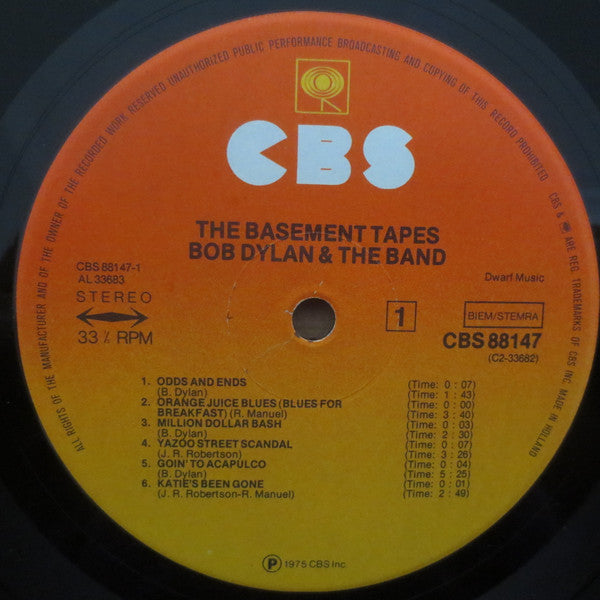 ALL RIGHTS OF THE MANUFACTURER AND OF THE OWNER OF THE RECORDED WORK RESERVED UNAUTHORIZED PUBLIC PERFORMANCE BROADCASTING AND COPYING OF THIS RECORD PROHIBITED
CBS & ARE REG. TRADEMARKS OF CBS INC. MADE IN HOLLAND
CBS
THE BASEMENT TAPES
BOB DYLAN & THE BAND
CBS 88147-1
AL 33683
STEREO
33⅓ RPM
1
Dwarf Music
BIEM/STEMRA
CBS 88147
(C2-33682)
1. ODDS AND ENDS (Time: 0 : 07)
(B. Dylan) (Time: 1 : 43)
2. ORANGE JUICE BLUES (BLUES FOR (Time: 0 : 00)
BREAKFAST) (R. Manuel) (Time: 3 : 40)
3. MILLION DOLLAR BASH (Time: 0 : 03)
(B. Dylan) (Time: 2 : 30)
4. YAZOO STREET SCANDAL (Time: 0 : 07)
(J. R. Robertson) (Time: 3 : 26)
5. GOIN' TO ACAPULCO (Time: 0 : 04)
(B. Dylan) (Time: 5 : 25)
6. KATIE'S BEEN GONE (Time: 0 : 01)
(J. R. Robertson-R. Manuel) (Time: 2 : 49)
Ⓟ 1975 CBS Inc